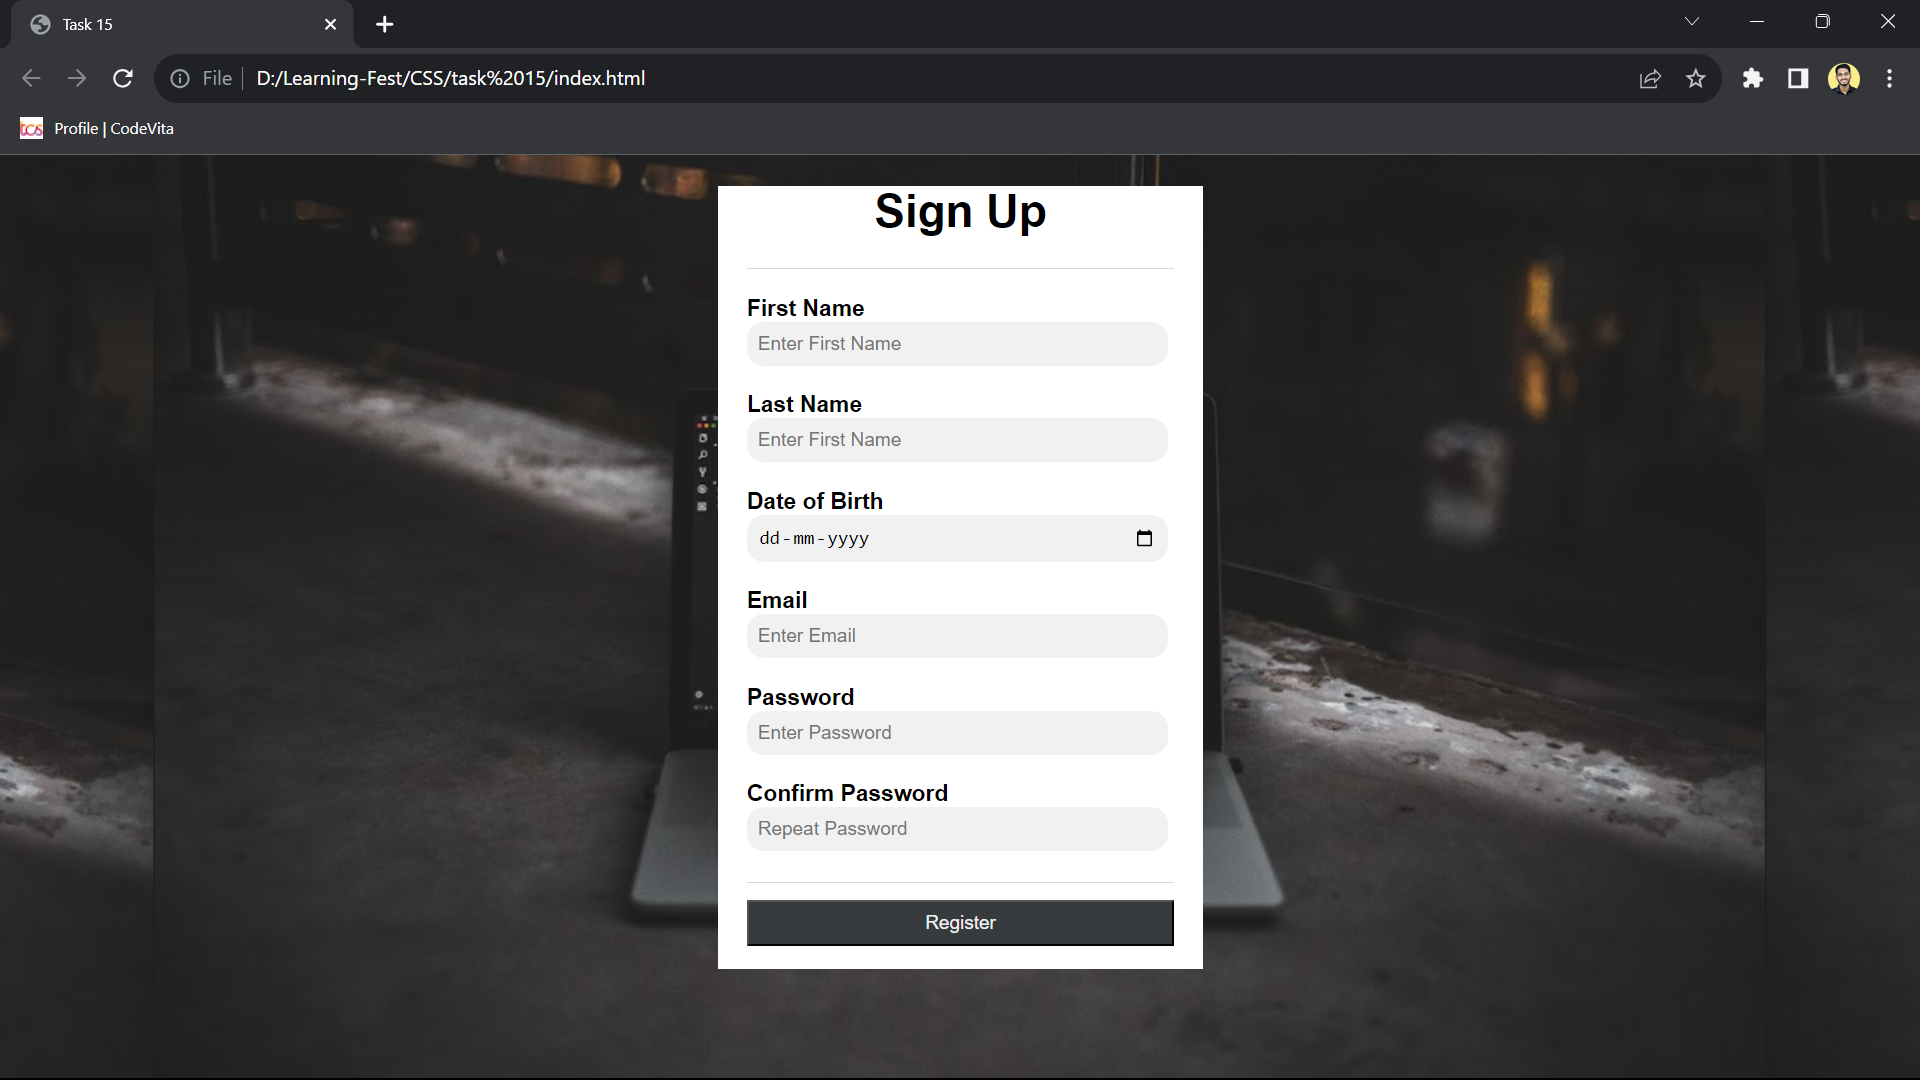 Task 15
File
D:/Learning-Fest/CSS/task%2015/index.html
tcs
Profile | CodeVita
Sign Up
First Name
Enter First Name
Last Name
Enter First Name
Date of Birth
dd-mm-yyyy
Email
Enter Email
Password
Enter Password
Confirm Password
Repeat Password
Register